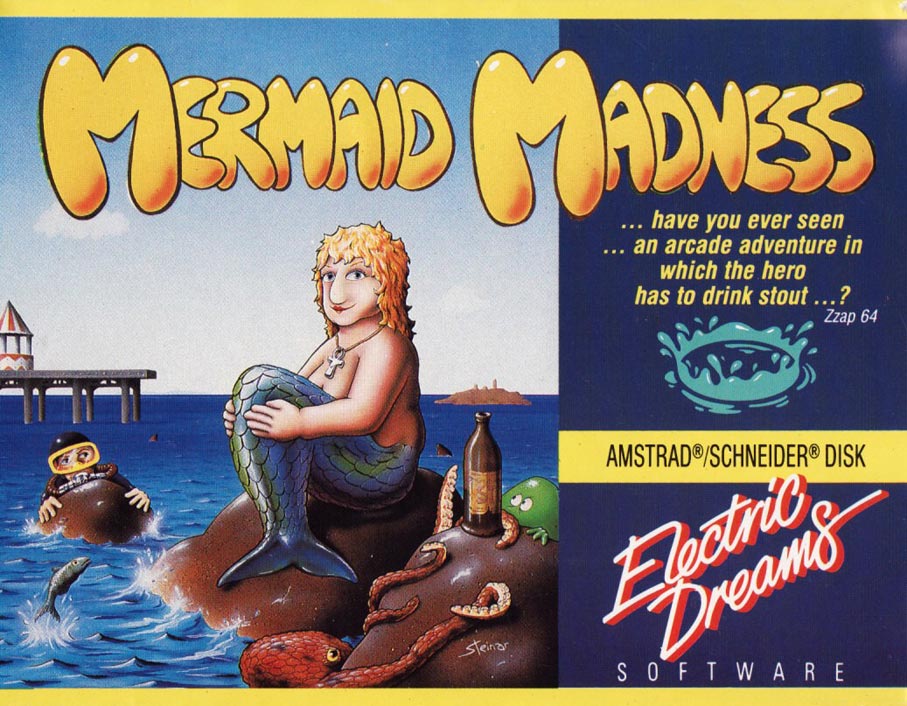 MERMAID MADNESS
... have you ever seen
... an arcade adventure in
which the hero
has to drink stout ...?
Zzap 64
AMSTRAD®/SCHNEIDER® DISK
Electric
Dreams
SOFTWARE
Steinar